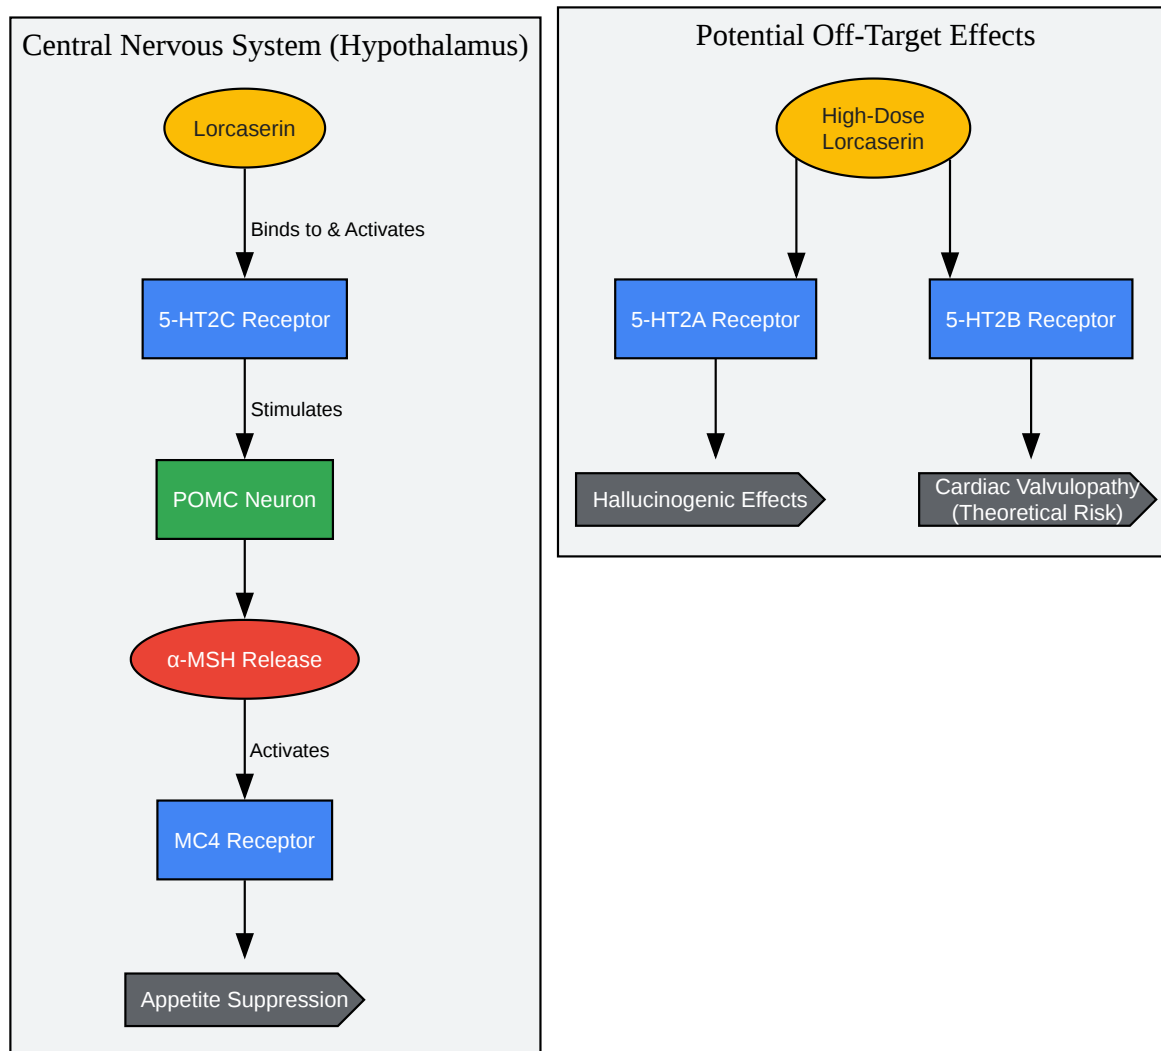 Central Nervous System (Hypothalamus)
Lorcaserin
Binds to & Activates
5-HT2C Receptor
Stimulates
POMC Neuron
α-MSH Release
Activates
MC4 Receptor
Appetite Suppression
Potential Off-Target Effects
High-Dose
Lorcaserin
5-HT2A Receptor
5-HT2B Receptor
Hallucinogenic Effects
Cardiac Valvulopathy
(Theoretical Risk)